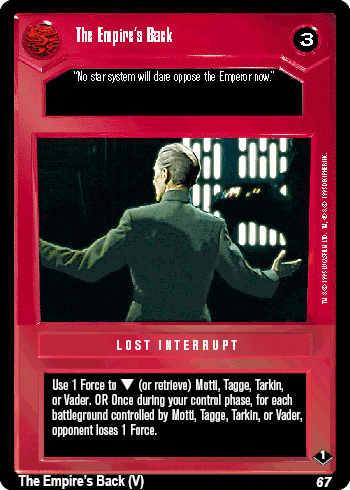 The Empire's Back
3
"No star system will dare oppose the Emperor now."
LOST INTERRUPT
Use 1 Force to ▼ (or retrieve) Motti, Tagge, Tarkin,
or Vader. OR Once during your control phase, for each
battleground controlled by Motti, Tagge, Tarkin, or Vader,
opponent loses 1 Force.
1
The Empire's Back (V)
67